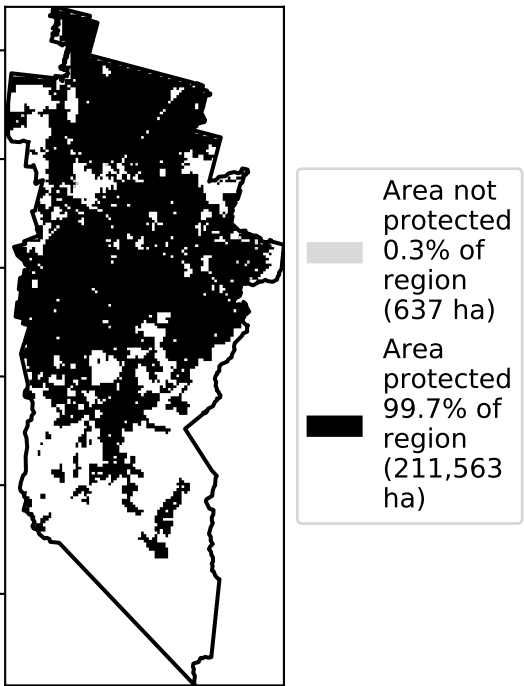 Area not
protected
0.3% of
region
(637 ha)
Area
protected
99.7% of
region
(211,563
ha)